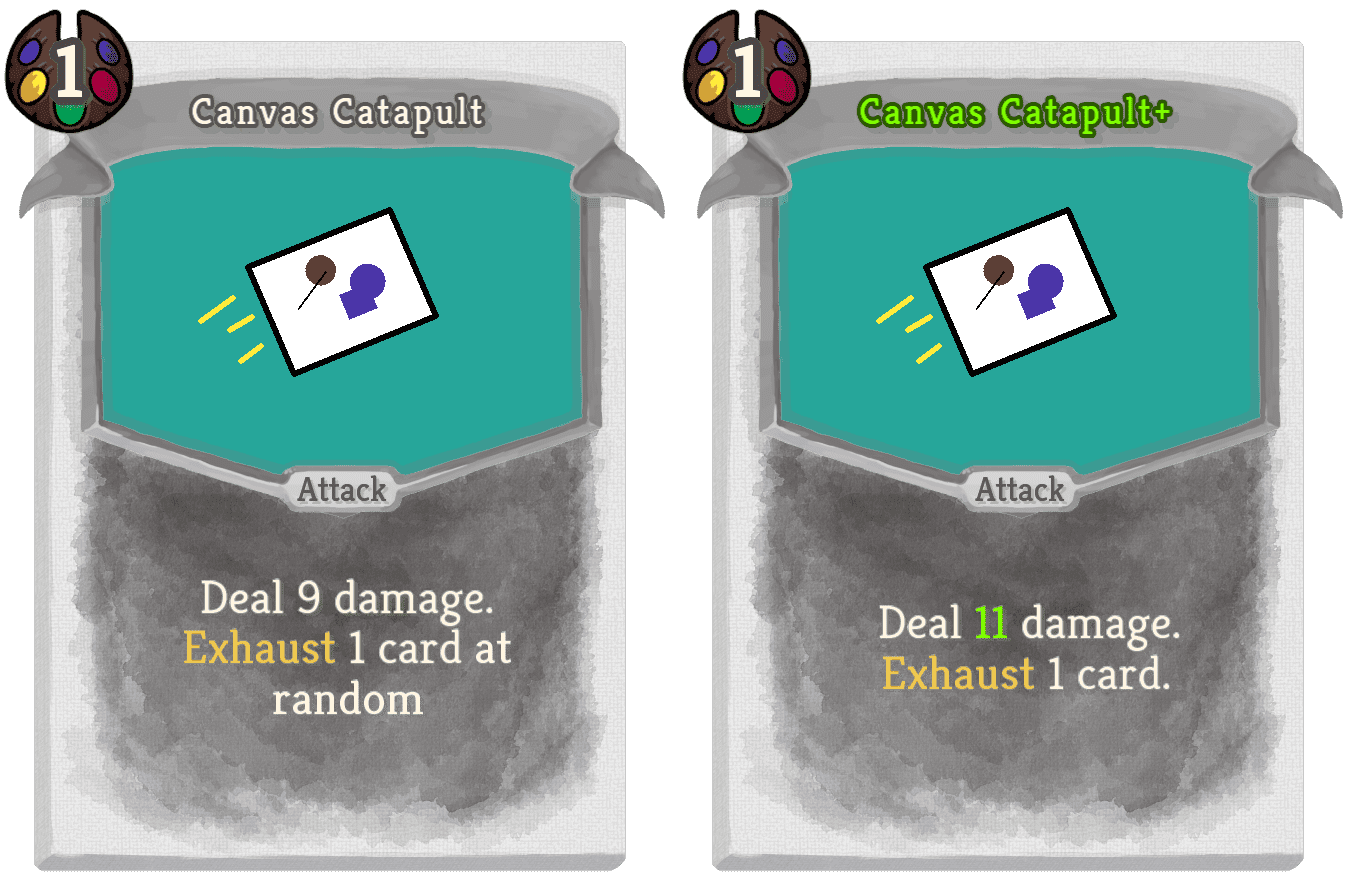 1
Canvas Catapult
Attack
Deal 9 damage.
Exhaust 1 card at
random
1
Canvas Catapult+
Attack
Deal 11 damage.
Exhaust 1 card.